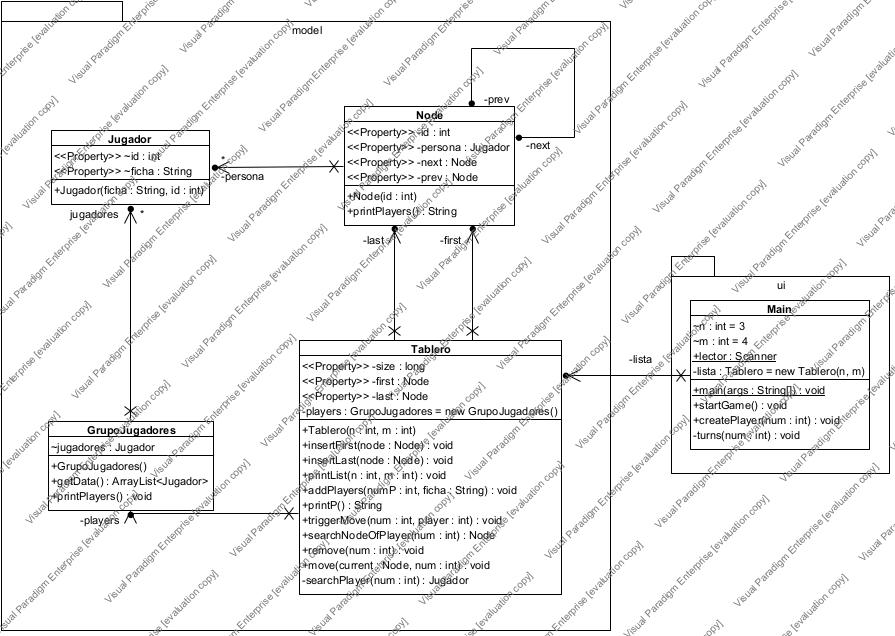 model
-prev
Node
<<Property>> -id : int
<<Property>> -persona : Jugador
<<Property>> -next : Node
<<Property>> -prev : Node
+Node(id : int)
+printPlayers() : String
-next
Jugador
<<Property>> ~id : int
<<Property>> ~ficha : String
+Jugador(ficha : String, id : int)
*
-persona
jugadores
*
-last
-first
ui
Main
~n : int = 3
~m : int = 4
+lector : Scanner
-lista : Tablero = new Tablero(n, m)
+main(args : String[]) : void
+startGame() : void
+createPlayer(num : int) : void
-turns(num : int) : void
-lista
Tablero
<<Property>> -size : long
<<Property>> -first : Node
<<Property>> -last : Node
-players : GrupoJugadores = new GrupoJugadores()
+Tablero(n : int, m : int)
+insertFirst(node : Node) : void
+insertLast(node : Node) : void
+printList(n : int, m : int) : void
+addPlayers(numP : int, ficha : String) : void
+printP() : String
+triggerMove(num : int, player : int) : void
+searchNodeOfPlayer(num : int) : Node
+remove(num : int) : void
+move(current : Node, num : int) : void
-searchPlayer(num : int) : Jugador
GrupoJugadores
~jugadores : Jugador
+GrupoJugadores()
+getData() : ArrayList<Jugador>
+printPlayers() : void
-players
Visual Paradigm Enterprise [evaluation copy]